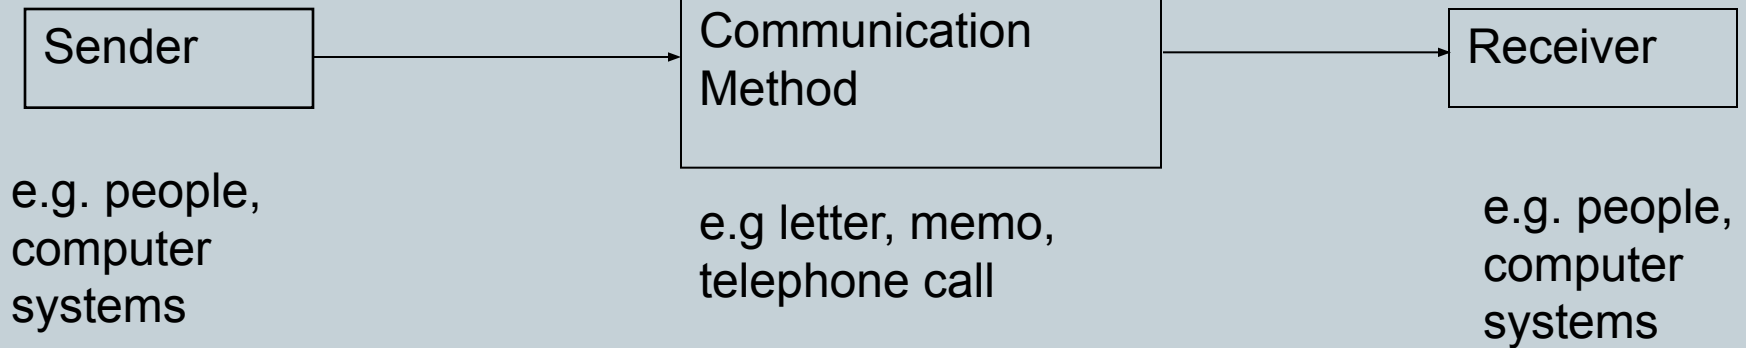 Sender
Communication
Method
Receiver
e.g. people,
computer
systems
e.g letter, memo,
telephone call
e.g. people,
computer
systems